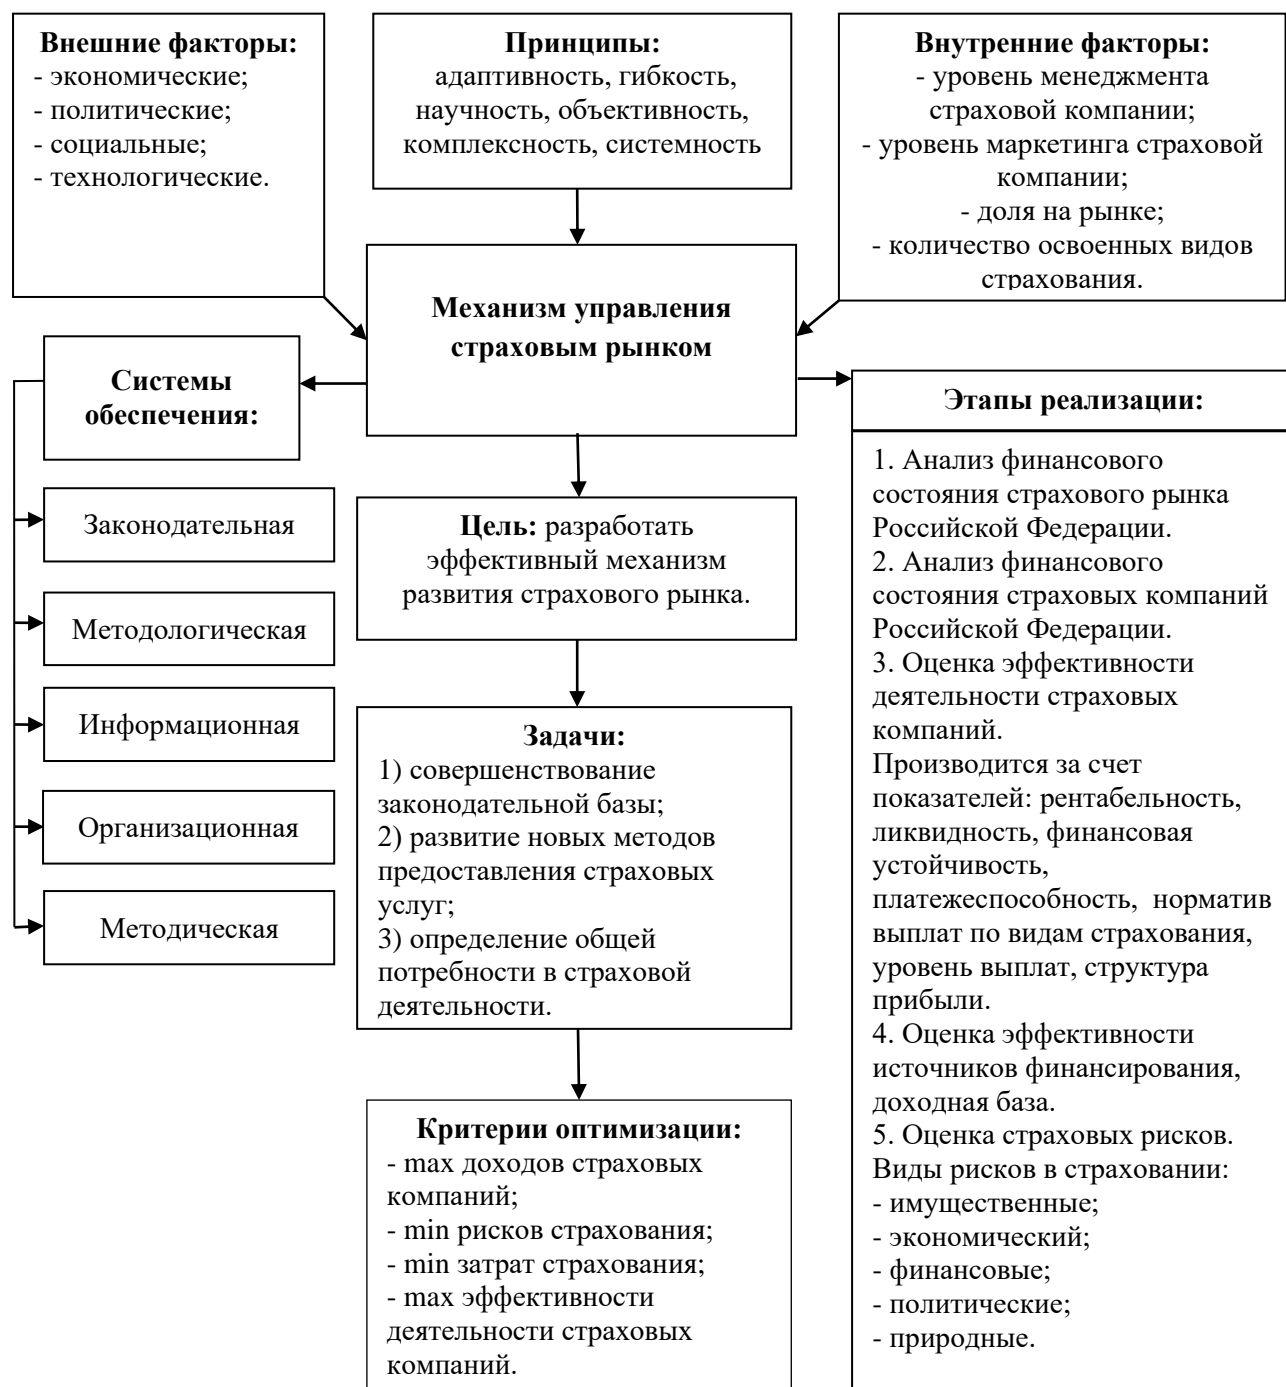 Внешние факторы:
- экономические;
- политические;
- социальные;
- технологические.
Принципы:
адаптивность, гибкость,
научность, объективность,
комплексность, системность
Внутренние факторы:
- уровень менеджмента
страховой компании;
- уровень маркетинга страховой
компании;
- доля на рынке;
- количество освоенных видов
страхования.
Механизм управления
страховым рынком
Системы
обеспечения:
Законодательная
Методологическая
Информационная
Организационная
Методическая
Цель: разработать
эффективный механизм
развития страхового рынка.
Задачи:
1) совершенствование
законодательной базы;
2) развитие новых методов
предоставления страховых
услуг;
3) определение общей
потребности в страховой
деятельности.
Критерии оптимизации:
- max доходов страховых
компаний;
- min рисков страхования;
- min затрат страхования;
- max эффективности
деятельности страховых
компаний.
Этапы реализации:
1. Анализ финансового
состояния страхового рынка
Российской Федерации.
2. Анализ финансового
состояния страховых компаний
Российской Федерации.
3. Оценка эффективности
деятельности страховых
компаний.
Производится за счет
показателей: рентабельность,
ликвидность, финансовая
устойчивость,
платежеспособность, норматив
выплат по видам страхования,
уровень выплат, структура
прибыли.
4. Оценка эффективности
источников финансирования,
доходная база.
5. Оценка страховых рисков.
Виды рисков в страховании:
- имущественные;
- экономический;
- финансовые;
- политические;
- природные.